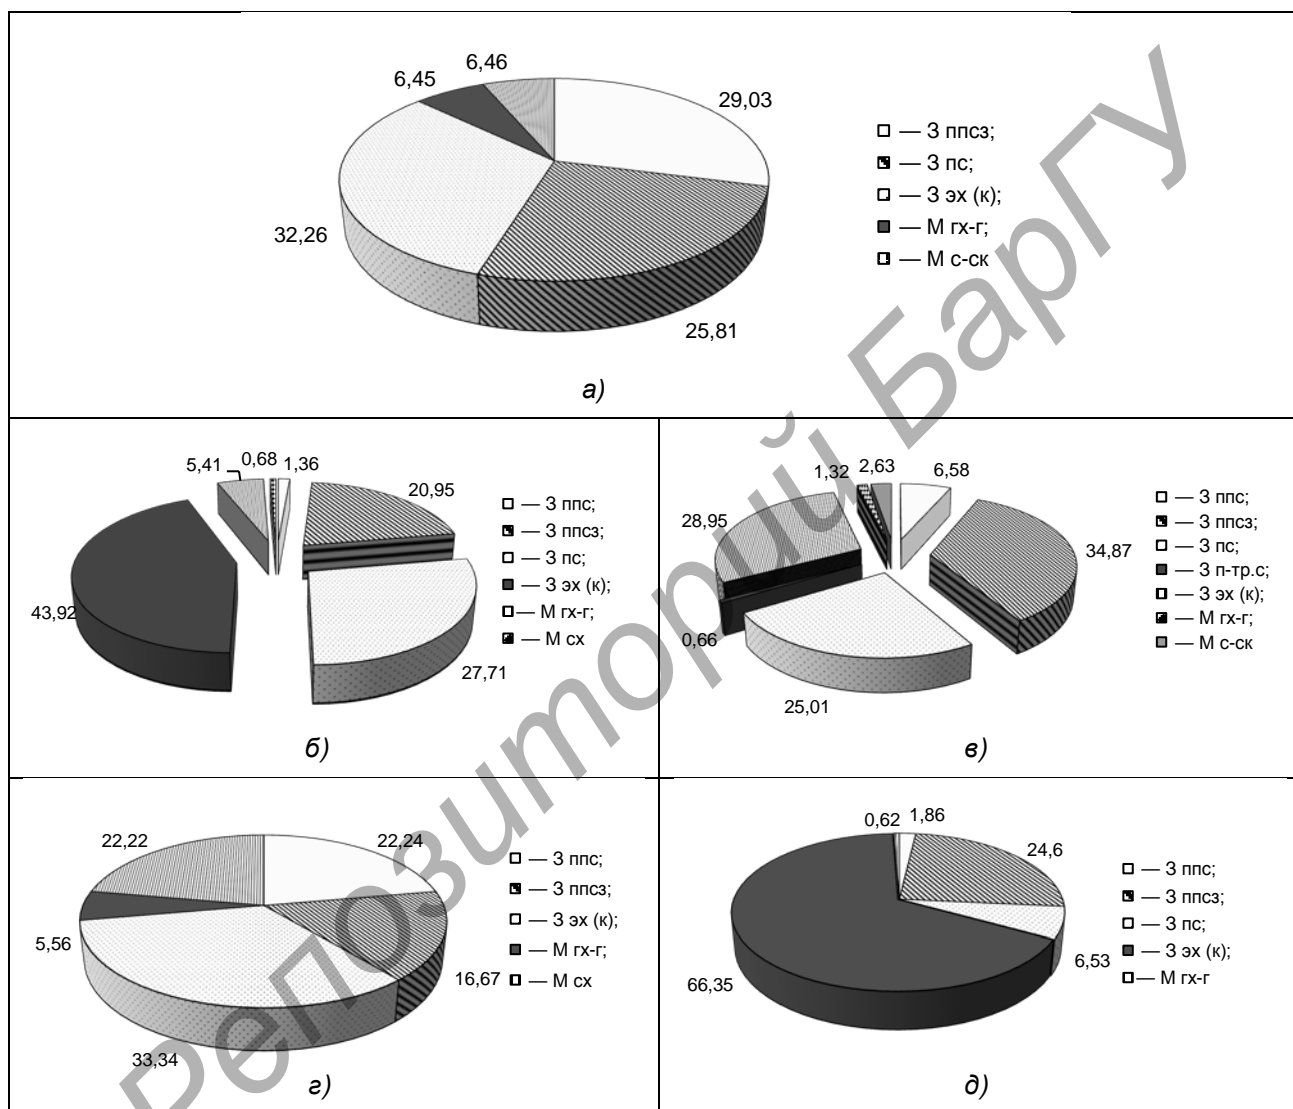 6,45
6,46
29,03
32,26
25,81
— З ппсз;
— З пс;
— З эх (к);
— М гх-г;
— М с-ск
а)
5,41
0,68
1,36
20,95
43,92
27,71
— З ппс;
— З ппсз;
— З пс;
— З эх (к);
— М гх-г;
— М сх
б)
1,32
2,63
6,58
28,95
34,87
0,66
25,01
— З ппс;
— З ппсз;
— З пс;
— З п-тр.с;
— З эх (к);
— М гх-г;
— М с-ск
в)
22,22
22,24
5,56
16,67
33,34
— З ппс;
— З ппсз;
— З эх (к);
— М гх-г;
— М сх
г)
0,62
1,86
24,6
66,35
6,53
— З ппс;
— З ппсз;
— З пс;
— З эх (к);
— М гх-г
д)
Репозиторий БарГУ